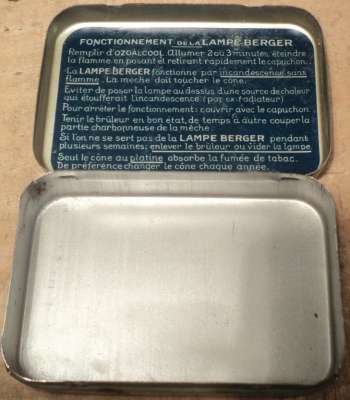 FONCTIONNEMENT DE LA LAMPE BERGER
Remplir d'OZOALCOOL. Allumer 2 ou 3 minutes, éteindre
la flamme en posant et retirant rapidement le capuchon.
La LAMPE BERGER fonctionne par incandescence, sans
flamme. La mèche doit toucher le cône.
Eviter de poser la lampe au dessus d'une source de chaleur
qui étoufferait l'incandescence (par ex. radiateur)
Pour arrêter le fonctionnement: couvrir avec le capuchon.
Tenir le brûleur en bon état, de temps à autre couper la
partie charbonneuse de la mèche.
Si l'on ne se sert pas de la LAMPE BERGER pendant
plusieurs semaines; enlever le brûleur ou vider la lampe.
Seul le cône au platine absorbe la fumée de tabac.
De préférence changer le cône chaque année.